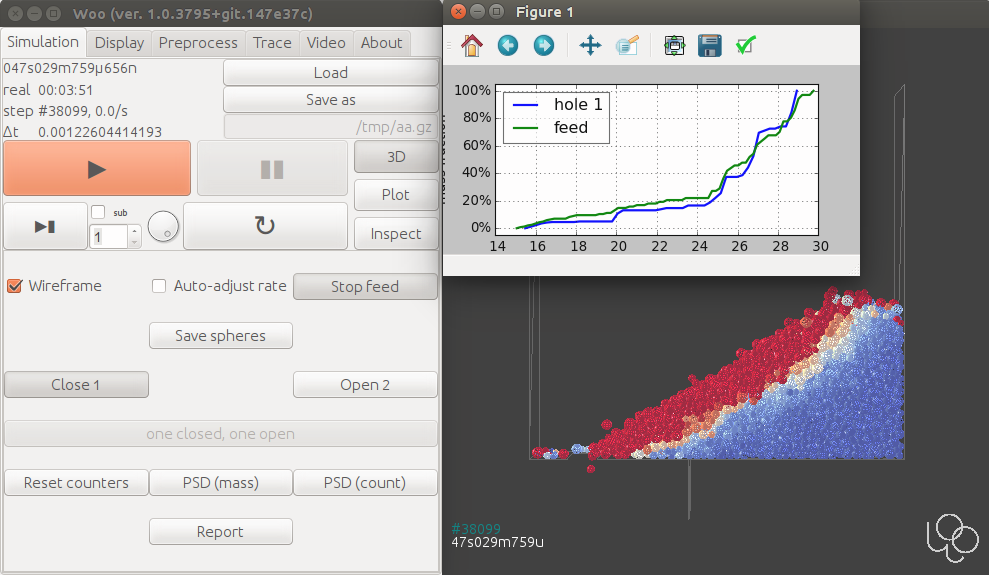 Woo (ver. 1.0.3795+git.147e37c)
Simulation Display Preprocess Trace Video About
047s029m759µ656n
real 00:03:51
step #38099, 0.0/s
Δt 0.00122604414193
Load
Save as
/tmp/aa.gz
3D
Plot
Inspect
sub
1
Wireframe
Auto-adjust rate
Stop feed
Save spheres
Close 1
Open 2
one closed, one open
Reset counters
PSD (mass)
PSD (count)
Report
Figure 1
100%
80%
60%
40%
20%
0%
hole 1
feed
14 16 18 20 22 24 26 28 30
#38099
47s029m759u